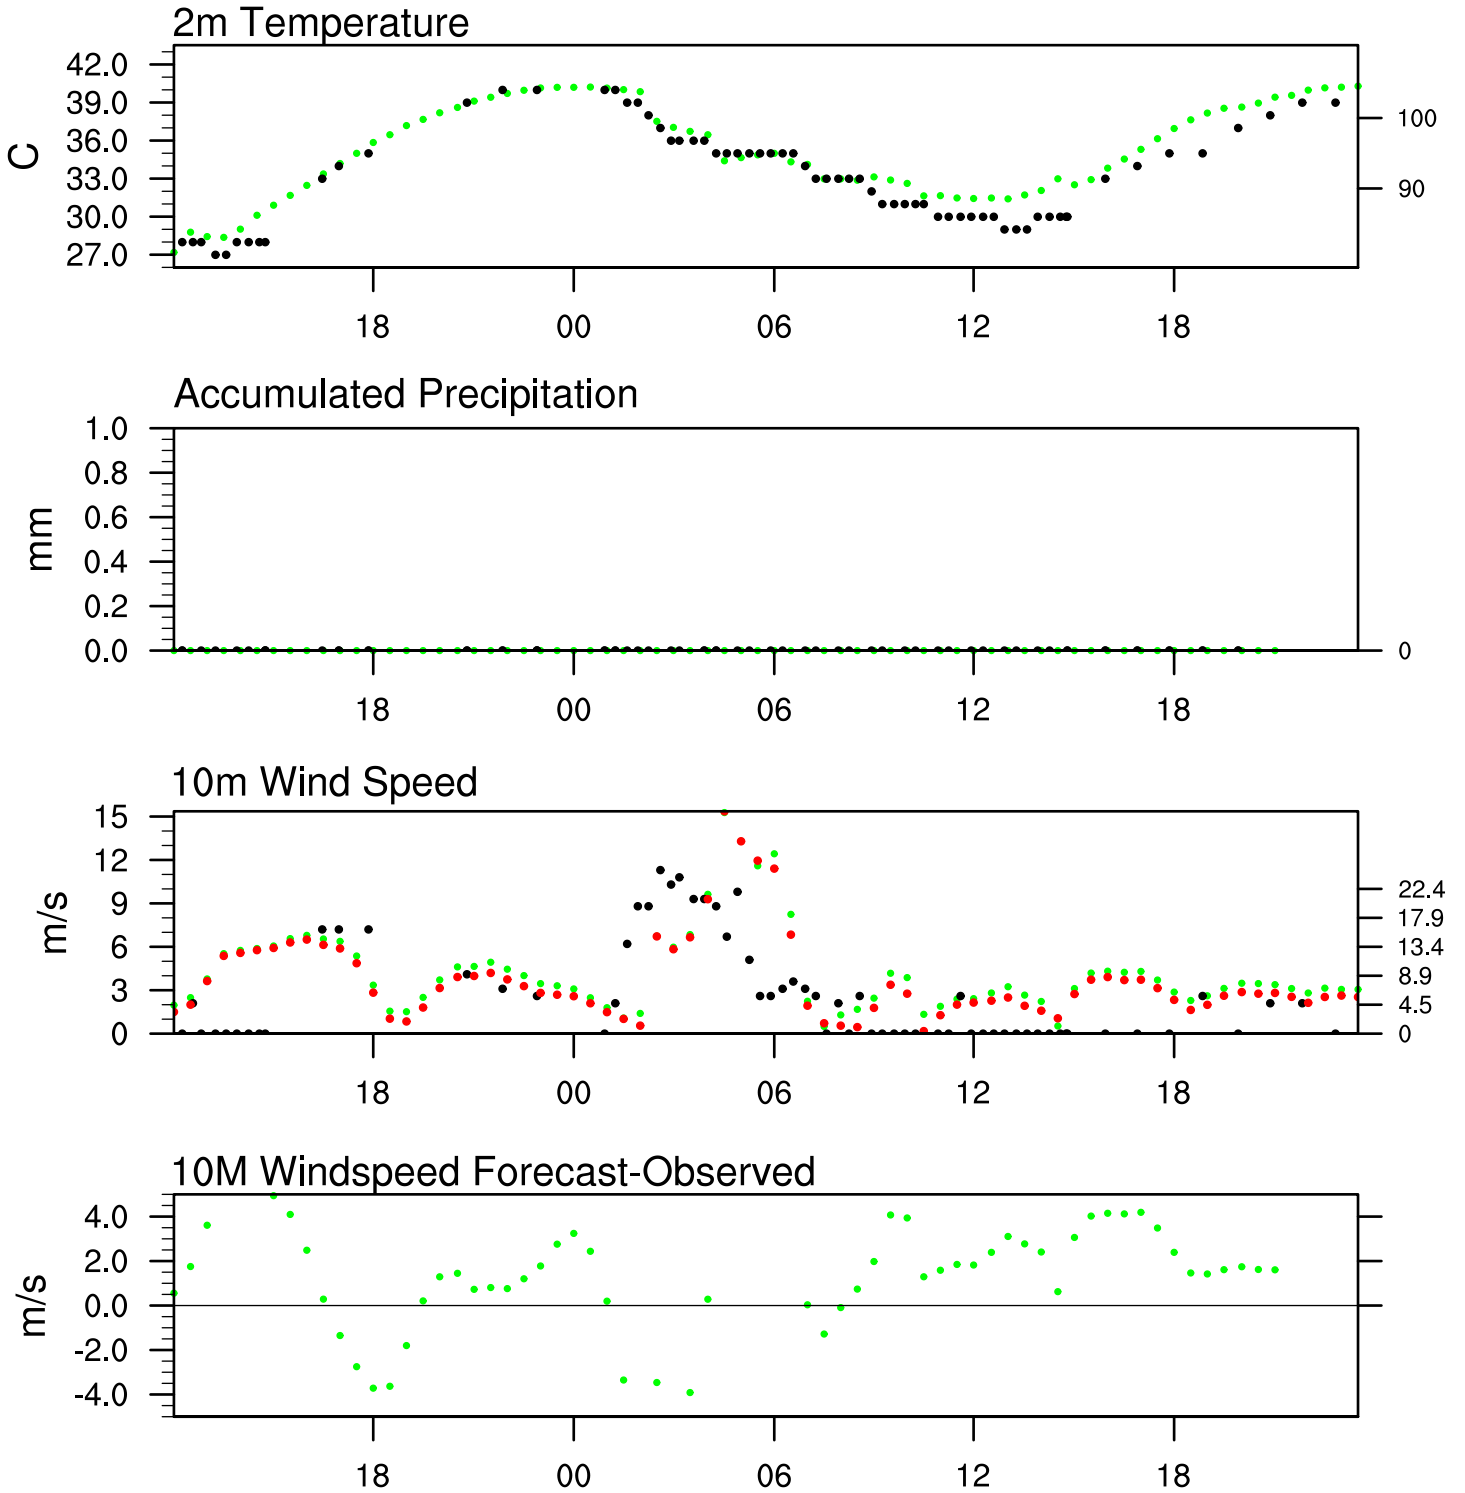 2m Temperature
42.0
39.0
36.0
33.0
30.0
27.0
C
100
90
18 00 06 12 18
Accumulated Precipitation
1.0
0.8
0.6
0.4
0.2
0.0
mm
0
18 00 06 12 18
10m Wind Speed
15
12
9
6
3
0
m/s
22.4
17.9
13.4
8.9
4.5
0
18 00 06 12 18
10M Windspeed Forecast-Observed
4.0
2.0
0.0
-2.0
-4.0
m/s
18 00 06 12 18